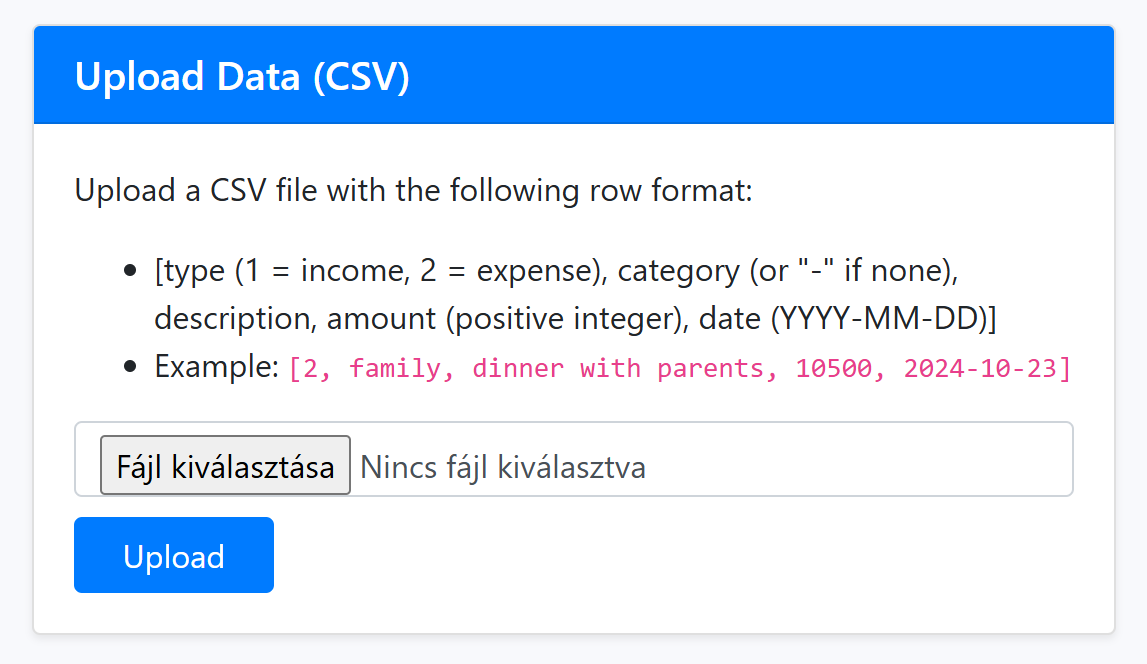 Upload Data (CSV)
Upload a CSV file with the following row format:
[type (1 = income, 2 = expense), category (or "-" if none),
description, amount (positive integer), date (YYYY-MM-DD)]
Example: [2, family, dinner with parents, 10500, 2024-10-23]
Fájl kiválasztása Nincs fájl kiválasztva
Upload